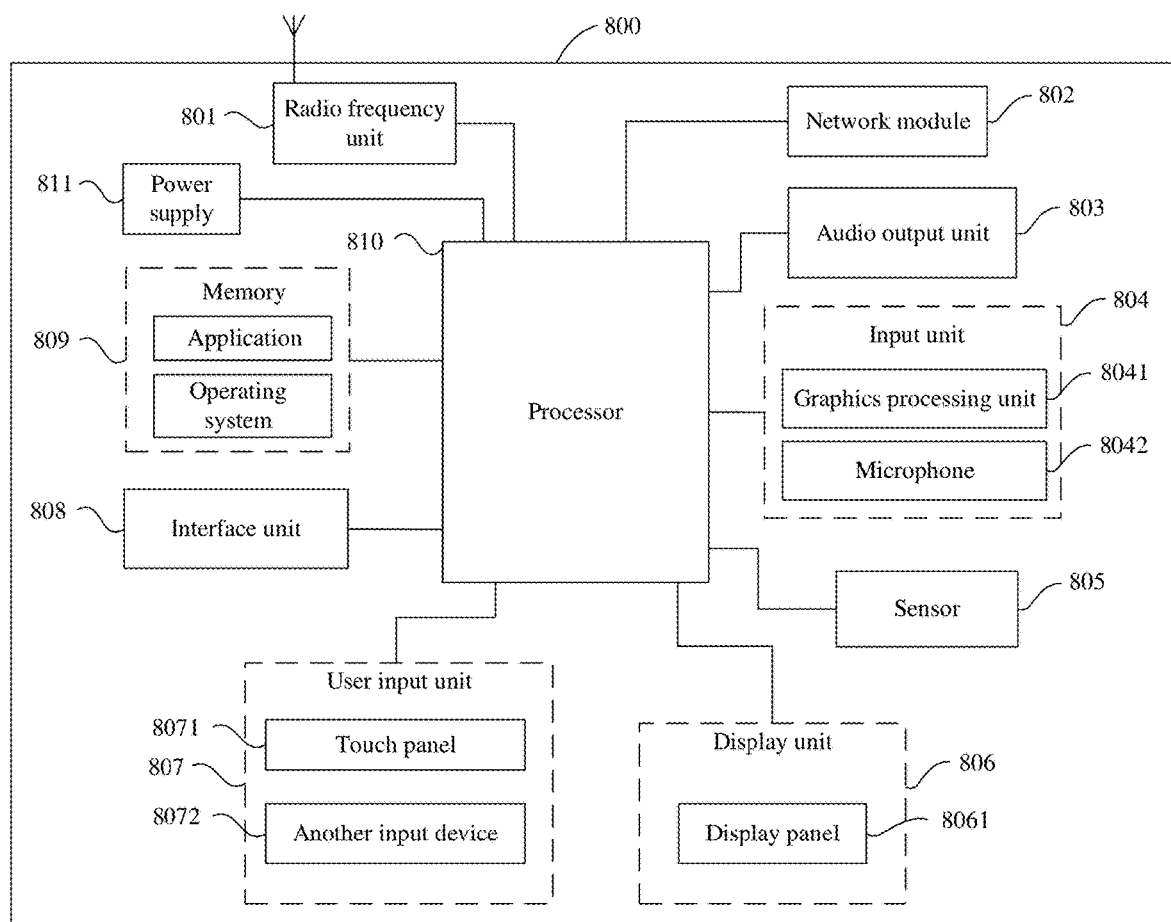 800
801
Radio frequency
unit
Network module
802
811
Power
supply
810
Audio output unit
803
Memory
809
Application
Operating
system
Processor
804
Input unit
Graphics processing unit
8041
Microphone
8042
808
Interface unit
Sensor
805
User input unit
8071
Touch panel
807
8072
Another input device
Display unit
806
Display panel
8061